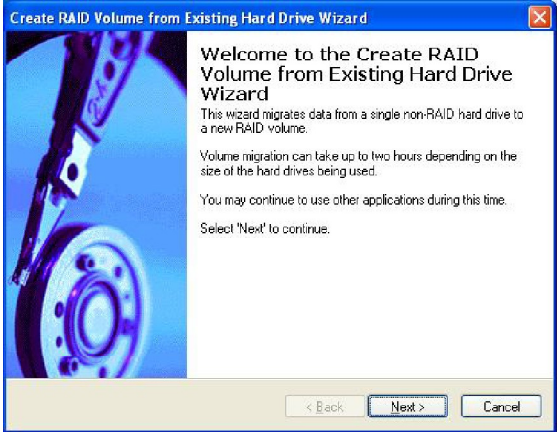 Create RAID Volume from Existing Hard Drive Wizard
Welcome to the Create RAID
Volume from Existing Hard Drive
Wizard
This wizard migrates data from a single non-RAID hard drive to
a new RAID volume.
Volume migration can take up to two hours depending on the
size of the hard drives being used.
You may continue to use other applications during this time.
Select 'Next' to continue.
< Back
Next >
Cancel